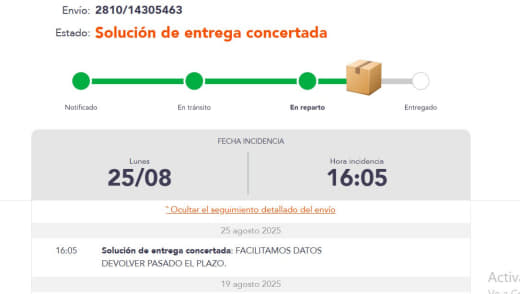 Envío: 2810/14305463
Estado: Solución de entrega concertada
Notificado En tránsito En reparto Entregado
FECHA INCIDENCIA
Lunes Hora incidencia
25/08 16:05
ˆ Ocultar el seguimiento detallado del envío
25 agosto 2025
16:05 Solución de entrega concertada: FACILITAMOS DATOS
DEVOLVER PASADO EL PLAZO.
19 agosto 2025
Activa